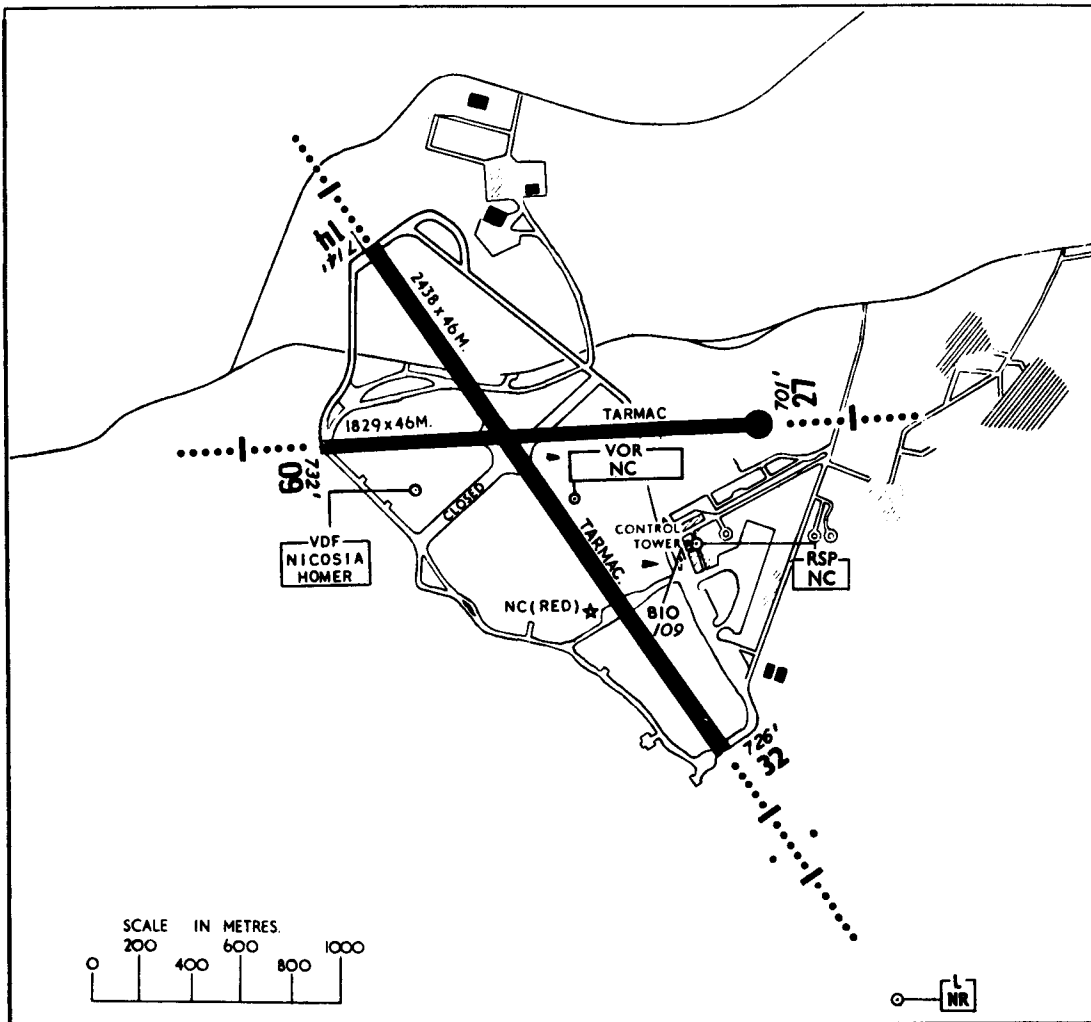 14
714'
2438 x 46M.
701'
27
TARMAC
1829 x 46M.
VOR
NC
09
732'
CLOSED
VDF
NICOSIA
HOMER
TARMAC.
CONTROL
TOWER
RSP
NC
NC(RED)
810
109
726'
32
SCALE IN METRES.
0 200 400 600 800 1000
L
NR